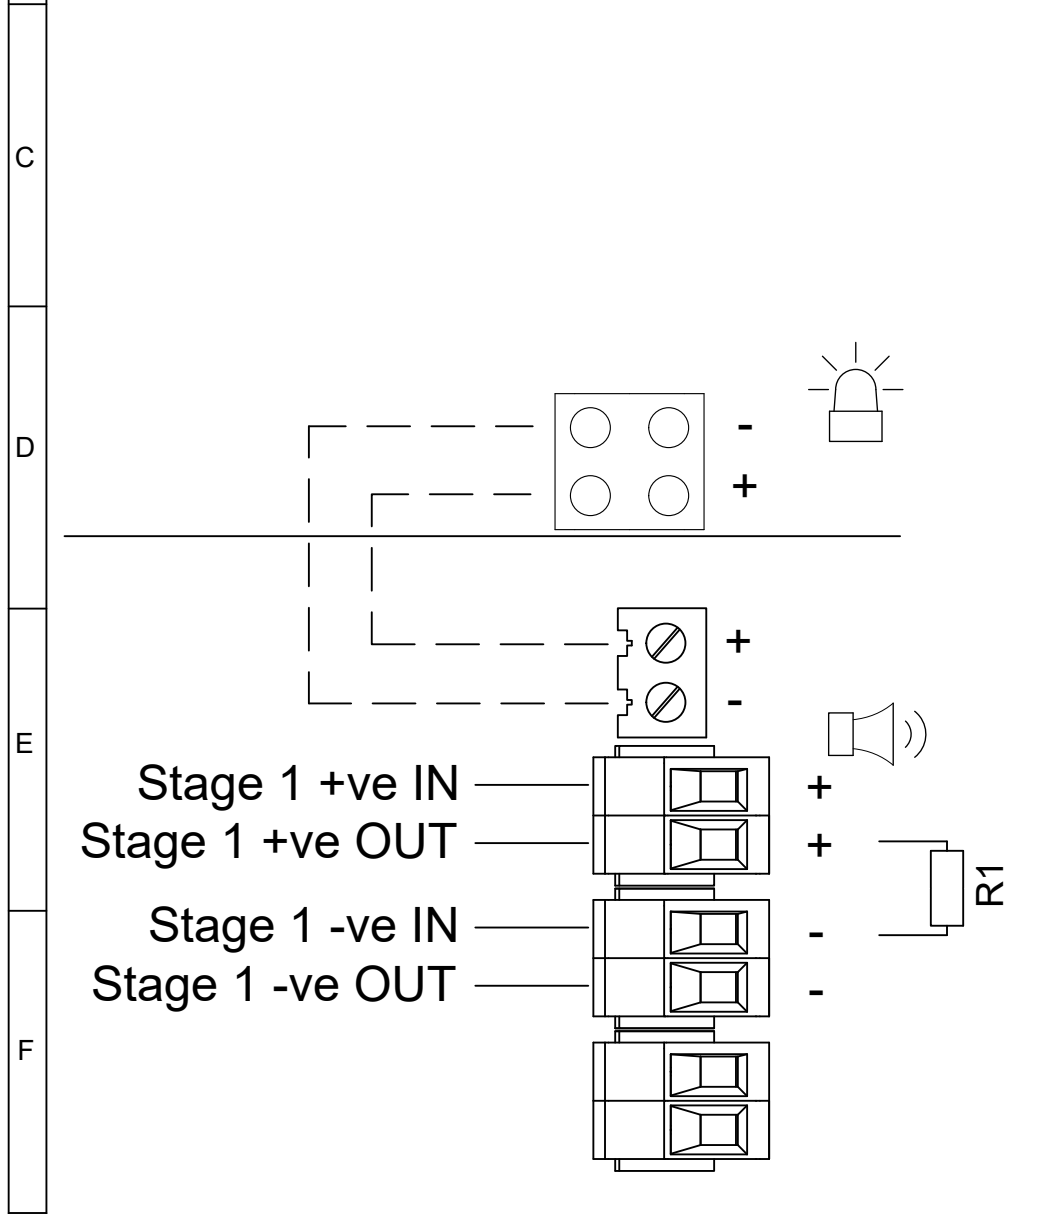 C
D
-
+
+
-
E
Stage 1 +ve IN
+
Stage 1 +ve OUT
+
R1
Stage 1 -ve IN
-
Stage 1 -ve OUT
-
F